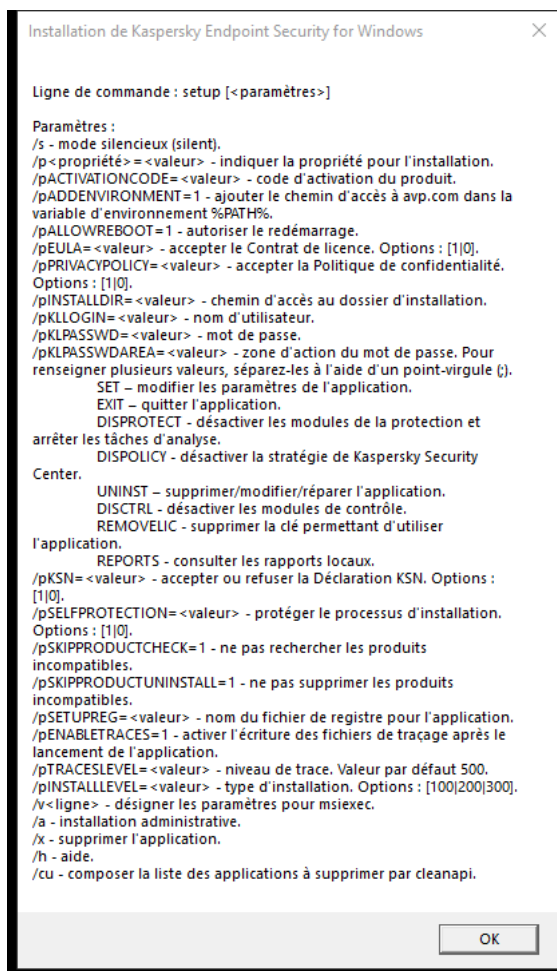 Installation de Kaspersky Endpoint Security for Windows
Ligne de commande : setup [<paramètres>]
Paramètres :
/s - mode silencieux (silent).
/p<propriété>=<valeur> - indiquer la propriété pour l'installation.
/pACTIVATIONCODE=<valeur> - code d'activation du produit.
/pADDENVIRONMENT=1 - ajouter le chemin d'accès à avp.com dans la
variable d'environnement %PATH%.
/pALLOWREBOOT=1 - autoriser le redémarrage.
/pEULA=<valeur> - accepter le Contrat de licence. Options : [1|0].
/pPRIVACYPOLICY=<valeur> - accepter la Politique de confidentialité.
Options : [1|0].
/pINSTALLDIR=<valeur> - chemin d'accès au dossier d'installation.
/pKLLOGIN=<valeur> - nom d'utilisateur.
/pKLPASSWD=<valeur> - mot de passe.
/pKLPASSWDAREA=<valeur> - zone d'action du mot de passe. Pour
renseigner plusieurs valeurs, séparez-les à l'aide d'un point-virgule (;).
SET – modifier les paramètres de l'application.
EXIT – quitter l'application.
DISPROTECT - désactiver les modules de la protection et
arrêter les tâches d'analyse.
DISPOLICY - désactiver la stratégie de Kaspersky Security
Center.
UNINST – supprimer/modifier/réparer l'application.
DISCTRL - désactiver les modules de contrôle.
REMOVELIC - supprimer la clé permettant d'utiliser
l'application.
REPORTS - consulter les rapports locaux.
/pKSN=<valeur> - accepter ou refuser la Déclaration KSN. Options :
[1|0].
/pSELFPROTECTION=<valeur> - protéger le processus d'installation.
Options : [1|0].
/pSKIPPRODUCTCHECK=1 - ne pas rechercher les produits
incompatibles.
/pSKIPPRODUCTUNINSTALL=1 - ne pas supprimer les produits
incompatibles.
/pSETUPREG=<valeur> - nom du fichier de registre pour l'application.
/pENABLETRACES=1 - activer l'écriture des fichiers de traçage après le
lancement de l'application.
/pTRACESLEVEL=<valeur> - niveau de trace. Valeur par défaut 500.
/pINSTALLLEVEL=<valeur> - type d'installation. Options : [100|200|300].
/v<ligne> - désigner les paramètres pour msiexec.
/a - installation administrative.
/x - supprimer l'application.
/h - aide.
/cu - composer la liste des applications à supprimer par cleanapi.
OK